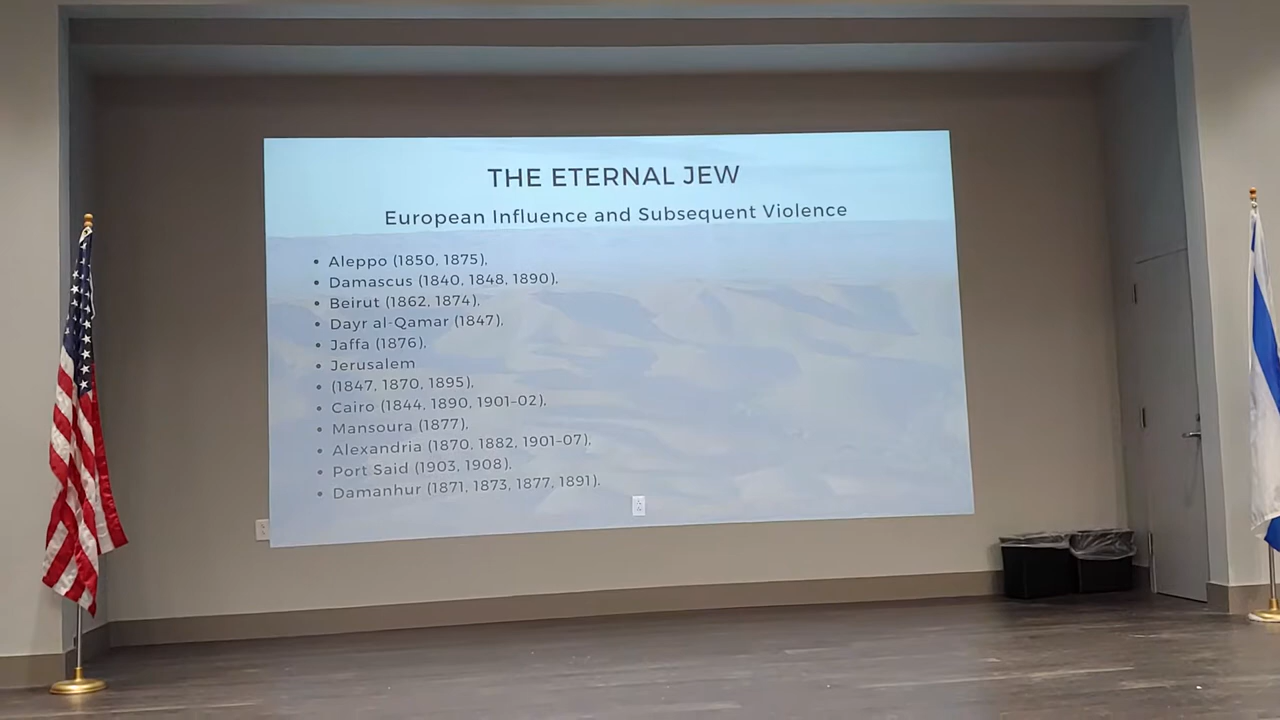 THE ETERNAL JEW
European Influence and Subsequent Violence
• Aleppo (1850, 1875),
• Damascus (1840, 1848, 1890),
• Beirut (1862, 1874),
• Dayr al-Qamar (1847),
• Jaffa (1876),
• Jerusalem
• (1847, 1870, 1895),
• Cairo (1844, 1890, 1901-02),
• Mansoura (1877),
• Alexandria (1870, 1882, 1901-07),
• Port Said (1903, 1908),
• Damanhur (1871, 1873, 1877, 1891).